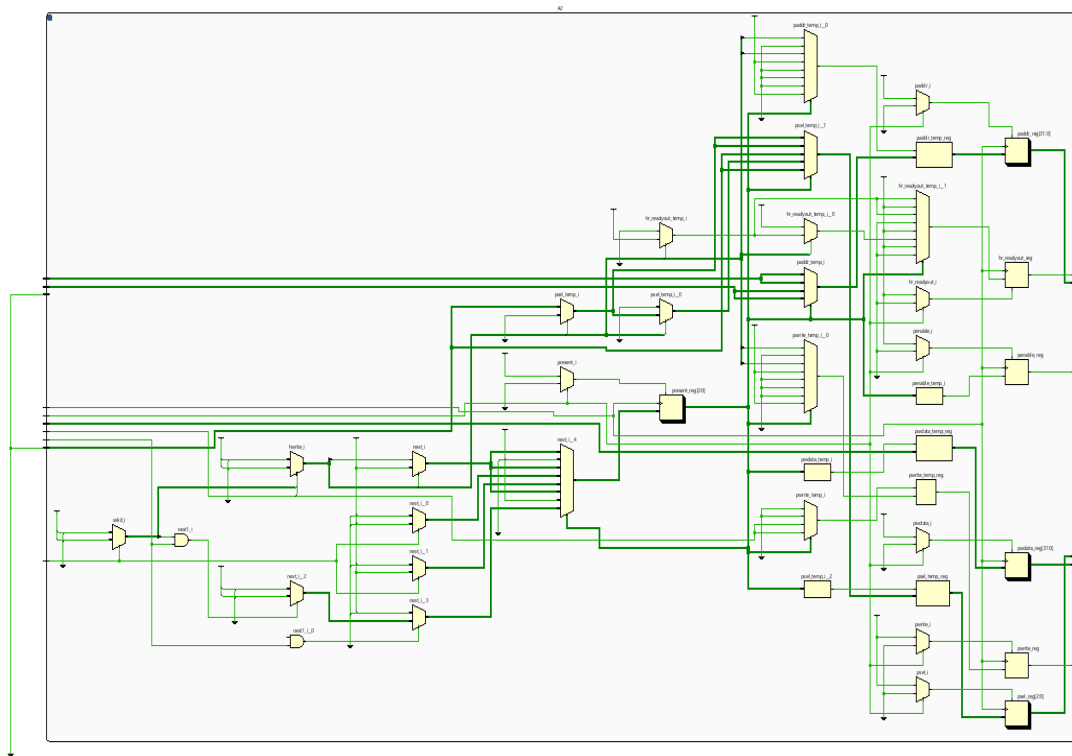 A2
paddr_temp_i__0
paddr_i
psel_temp_i__1
paddr_reg[31:0]
paddr_temp_reg
hr_readyout_temp_i__1
hr_readyout_temp_i
hr_readyout_temp_i__0
hr_readyout_reg
paddr_temp_i
hr_readyout_i
psel_temp_i
psel_temp_i__0
penable_i
pwrite_temp_i__0
penable_reg
present_i
penable_temp_i
present_reg[2:0]
pwdata_temp_reg
hwrite_i
next_i
next_i__4
pwdata_temp_i
pwrite_temp_reg
pwrite_temp_i
next_i__0
valid_i
next1_i
pwdata_i
pwdata_reg[31:0]
next_i__1
next_i__2
psel_temp_i__2
psel_temp_reg
next_i__3
next1_i__0
pwrite_i
pwrite_reg
psel_i
psel_reg[2:0]